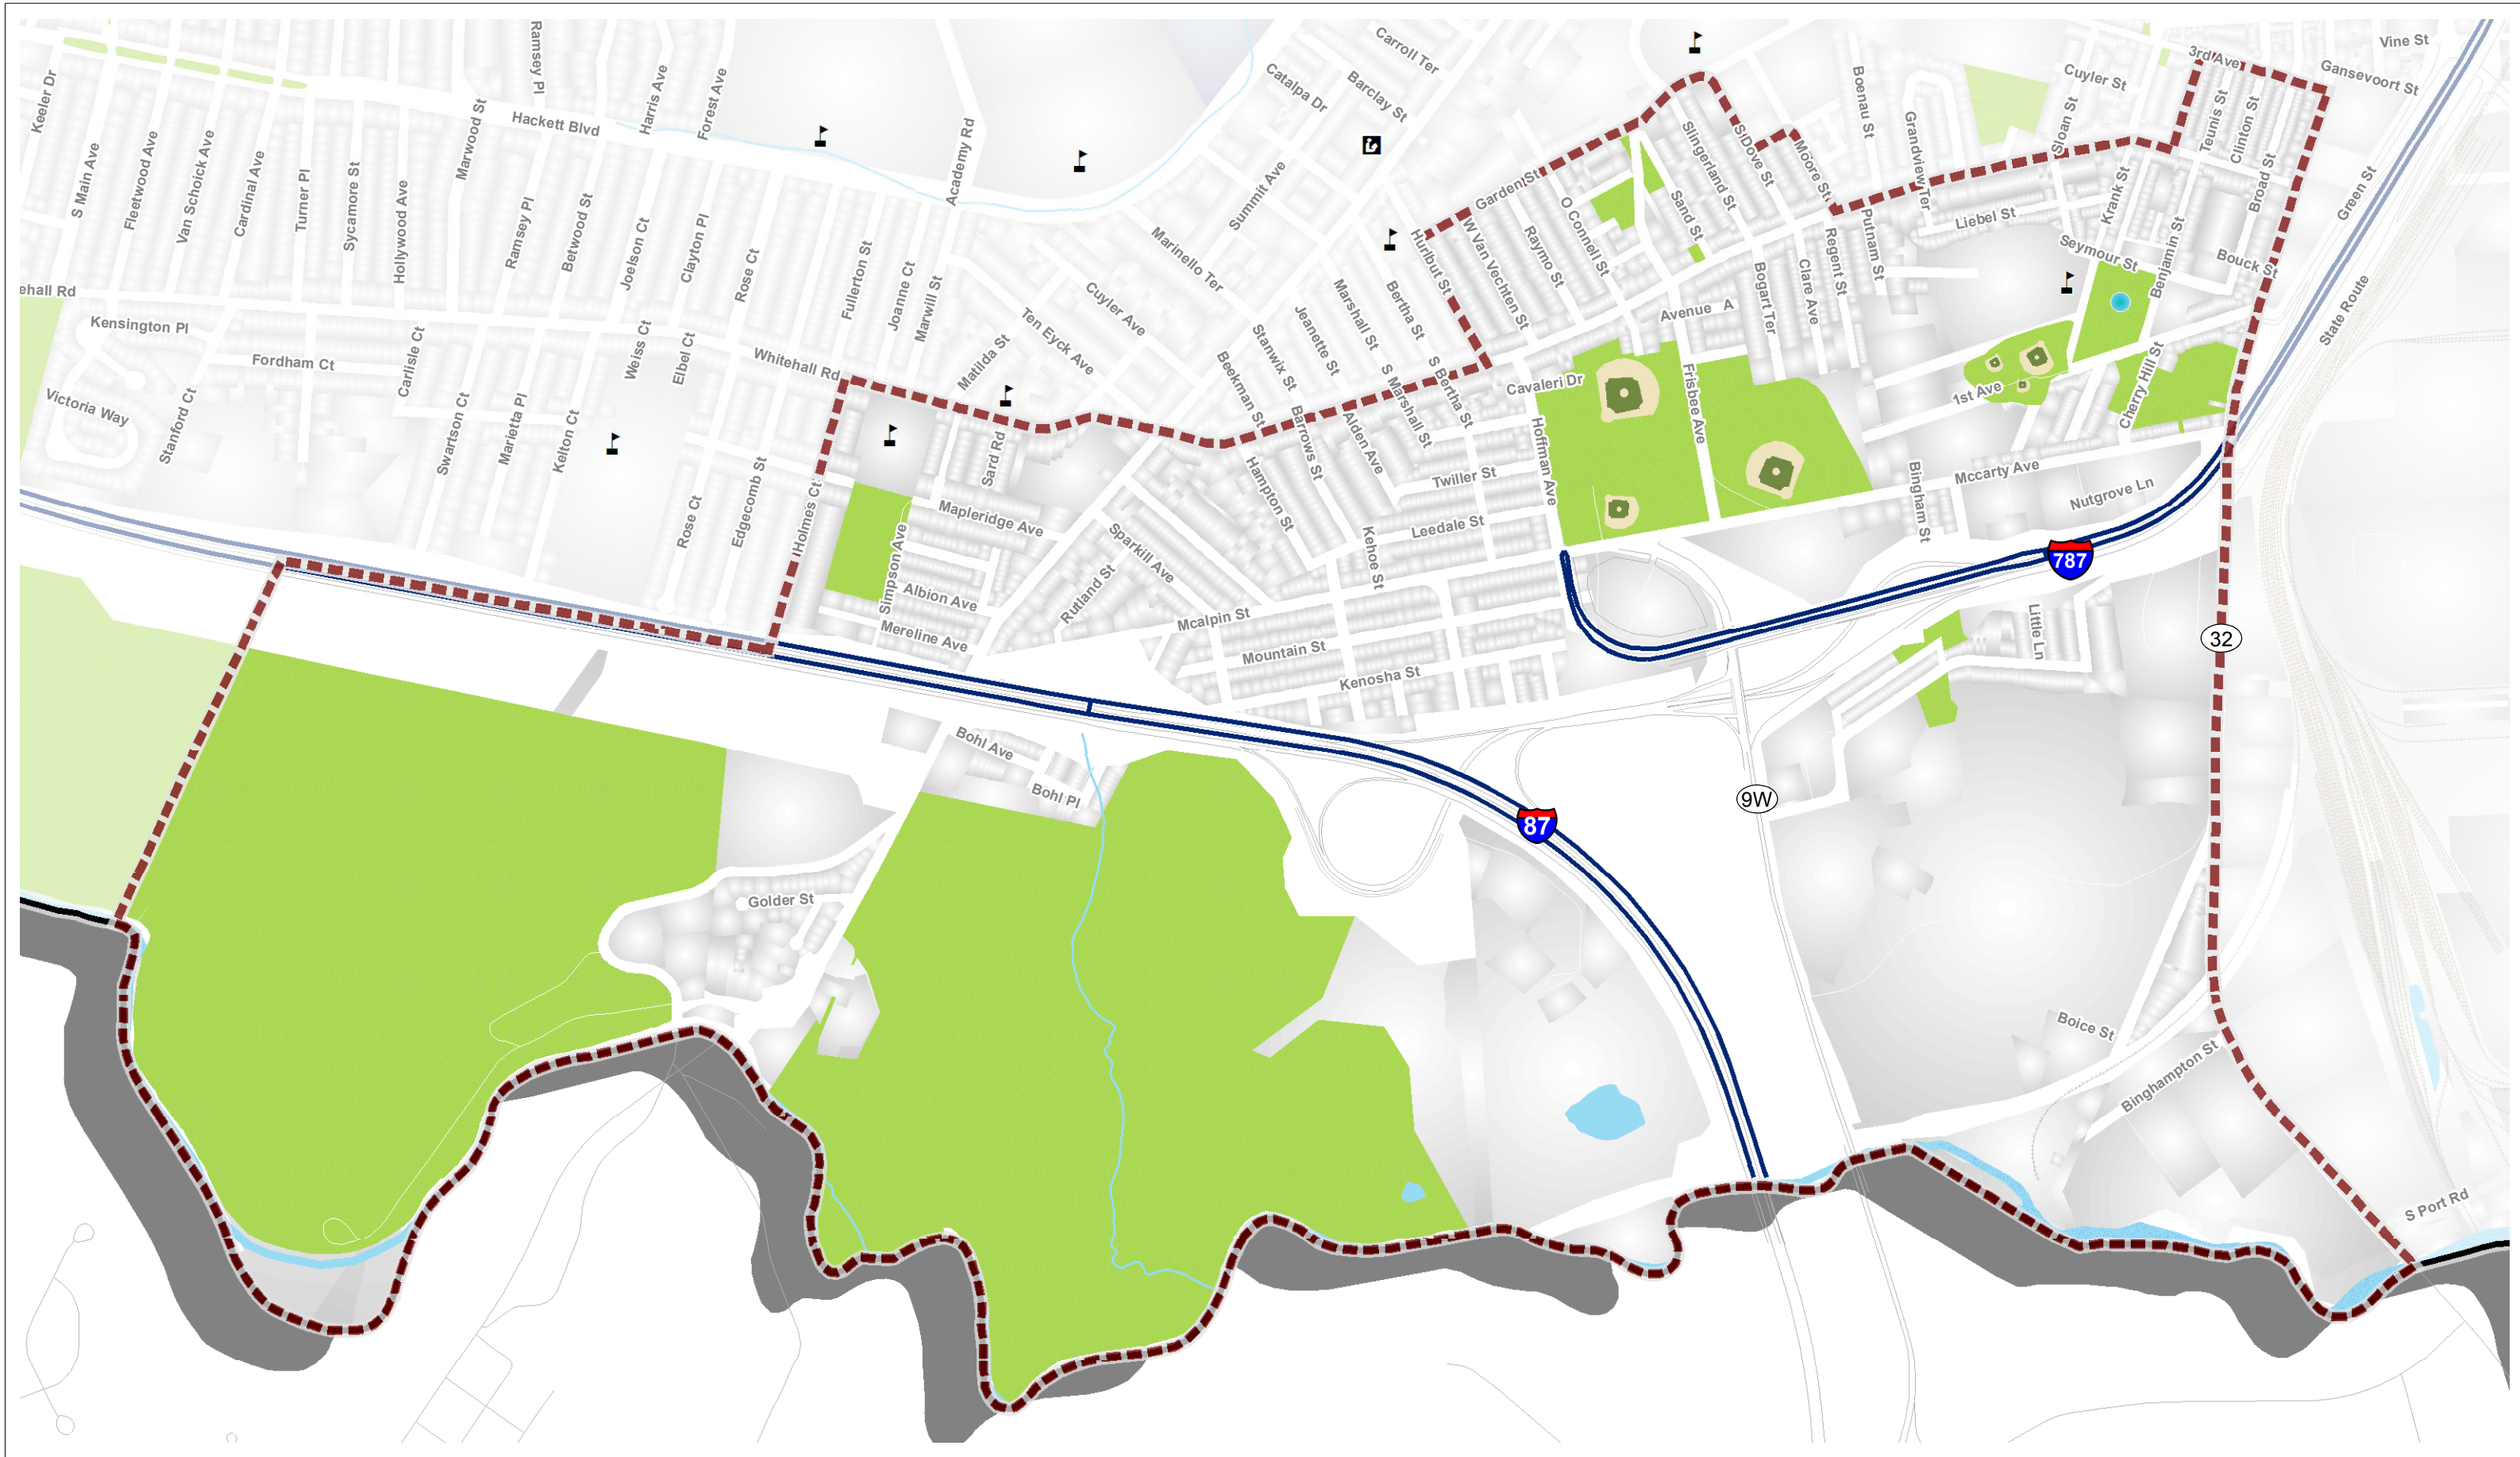 Ramsey Pl
Carroll Ter
Vine St
3rd Ave
Gansevoort St
Keeler Dr
Harris Ave
Forest Ave
Catalpa Dr
Barclay St
Boenau St
Cuyler St
Marwood St
Hackett Blvd
Academy Rd
Slingerland St
S Dove St
Grandview Ter
Sloan St
Teunis St
Clinton St
S Main Ave
Fleetwood Ave
Van Schoick Ave
Cardinal Ave
Turner Pl
Sycamore St
Hollywood Ave
Ramsey Pl
Betwood St
Joelson Ct
Clayton Pl
Rose Ct
Summit Ave
Garden St
O Connell St
Sand St
Moore St
Krank St
Broad St
Green St
Fullerton St
Joanne Ct
Marwill St
Marinello Ter
Hurlbut St
W Van Vechten St
Raymo St
Regent St
Putnam St
Liebel St
Seymour St
Benjamin St
Bouck St
ehall Rd
Kensington Pl
Fordham Ct
Carlisle Ct
Weiss Ct
Elbel Ct
Whitehall Rd
Matilda St
Ten Eyck Ave
Cuyler Ave
Beekman St
Stanwix St
Jeanette St
Marshall St
Bertha St
Avenue A
Bogart Ter
Clare Ave
State Route
Victoria Way
Stanford Ct
Swartson Ct
Marietta Pl
Kelton Ct
Rose Ct
Edgecomb St
Holmes Ct
Sard Rd
Hampton St
Barrows St
Alden Ave
S Marshall St
S Bertha St
Cavaleri Dr
Hoffman Ave
Frisbee Ave
1st Ave
Cherry Hill St
Mapleridge Ave
Simpson Ave
Sparkill Ave
Twiller St
Leedale St
Kehoe St
Bingham St
Mccarty Ave
Nutgrove Ln
787
Albion Ave
Mereline Ave
Rutland St
Mcalpin St
Mountain St
Kenosha St
Little Ln
32
Bohl Ave
Bohl Pl
87
9W
Golder St
Boice St
Binghampton St
S Port Rd